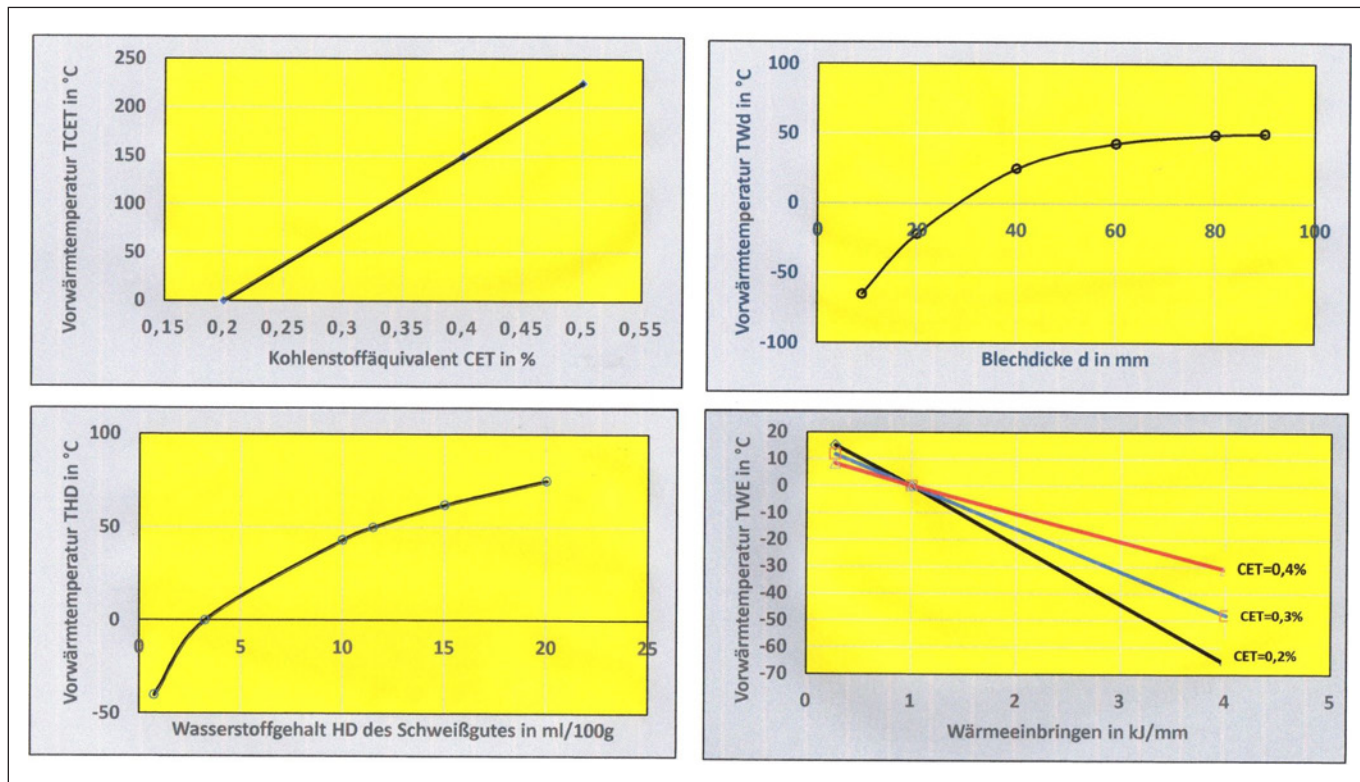 250
200
150
100
50
0
0,15 0,2 0,25 0,3 0,35 0,4 0,45 0,5 0,55
Vorwärmtemperatur TCET in °C
Kohlenstoffäquivalent CET in %
100
50
0
-50
-100
0 20 40 60 80 100
Vorwärmtemperatur TWd in °C
Blechdicke d in mm
100
50
0
-50
0 5 10 15 20 25
Vorwärmtemperatur THD in °C
Wasserstoffgehalt HD des Schweißgutes in ml/100g
20
10
0
-10
-20
-30
-40
-50
-60
-70
0 1 2 3 4 5
Vorwärmtemperatur TWE in °C
CET=0,4%
CET=0,3%
CET=0,2%
Wärmeeinbringen in kJ/mm